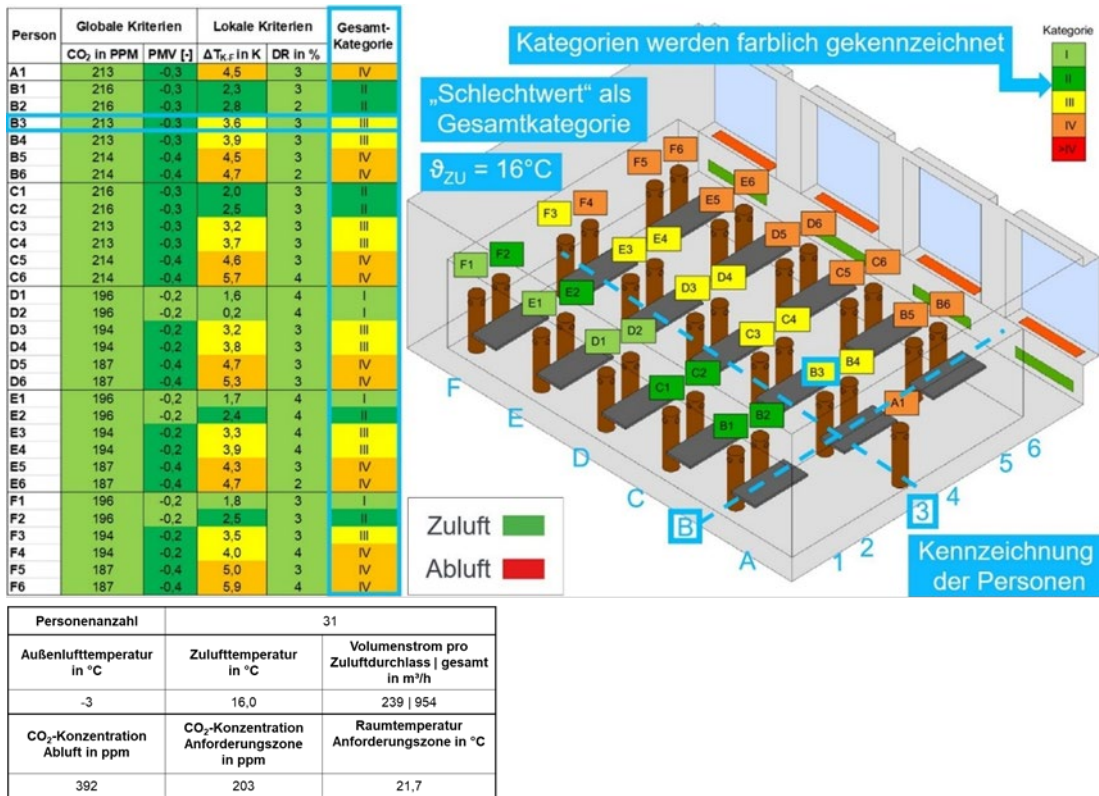 Person
Globale Kriterien
Lokale Kriterien
Gesamt-
Kategorie
CO₂ in PPM PMV [-] ΔT_K-F in K DR in %
A1 213 -0,3 4,5 3 IV
B1 216 -0,3 2,3 3 II
B2 216 -0,3 2,8 2 II
B3 213 -0,3 3,6 3 III
B4 213 -0,3 3,9 3 III
B5 214 -0,4 4,5 3 IV
B6 214 -0,4 4,7 2 IV
C1 216 -0,3 2,0 3 II
C2 216 -0,3 2,5 3 II
C3 213 -0,3 3,2 3 III
C4 213 -0,3 3,7 3 III
C5 214 -0,4 4,6 3 IV
C6 214 -0,4 5,7 4 IV
D1 196 -0,2 1,6 4 I
D2 196 -0,2 0,2 4 I
D3 194 -0,2 3,2 3 III
D4 194 -0,2 3,8 3 III
D5 187 -0,4 4,7 3 IV
D6 187 -0,4 5,3 3 IV
E1 196 -0,2 1,7 4 I
E2 196 -0,2 2,4 4 II
E3 194 -0,2 3,3 4 III
E4 194 -0,2 3,9 4 III
E5 187 -0,4 4,3 3 IV
E6 187 -0,4 4,7 2 IV
F1 196 -0,2 1,8 3 I
F2 196 -0,2 2,5 3 II
F3 194 -0,2 3,5 3 III
F4 194 -0,2 4,0 4 IV
F5 187 -0,4 5,0 3 IV
F6 187 -0,4 5,9 4 IV
Kategorien werden farblich gekennzeichnet
Kategorie
I
II
III
IV
>IV
„Schlechtwert“ als
Gesamtkategorie
ϑ_ZU = 16°C
F5 F6
F3 F4 E5 E6
F1 F2 E3 E4 D5 D6
E1 E2 D3 D4 C5 C6
D1 D2 C3 C4 B5 B6
C1 C2 B3 B4
B1 B2 A1
F
E
D
C
B
A
1
2
3
4
5
6
Zuluft
Abluft
Kennzeichnung
der Personen
Personenanzahl 31
Außenlufttemperatur
in °C
Zulufttemperatur
in °C
Volumenstrom pro
Zuluftdurchlass | gesamt
in m³/h
-3 16,0 239 | 954
CO₂-Konzentration
Abluft in ppm
CO₂-Konzentration
Anforderungszone
in ppm
Raumtemperatur
Anforderungszone in °C
392 203 21,7